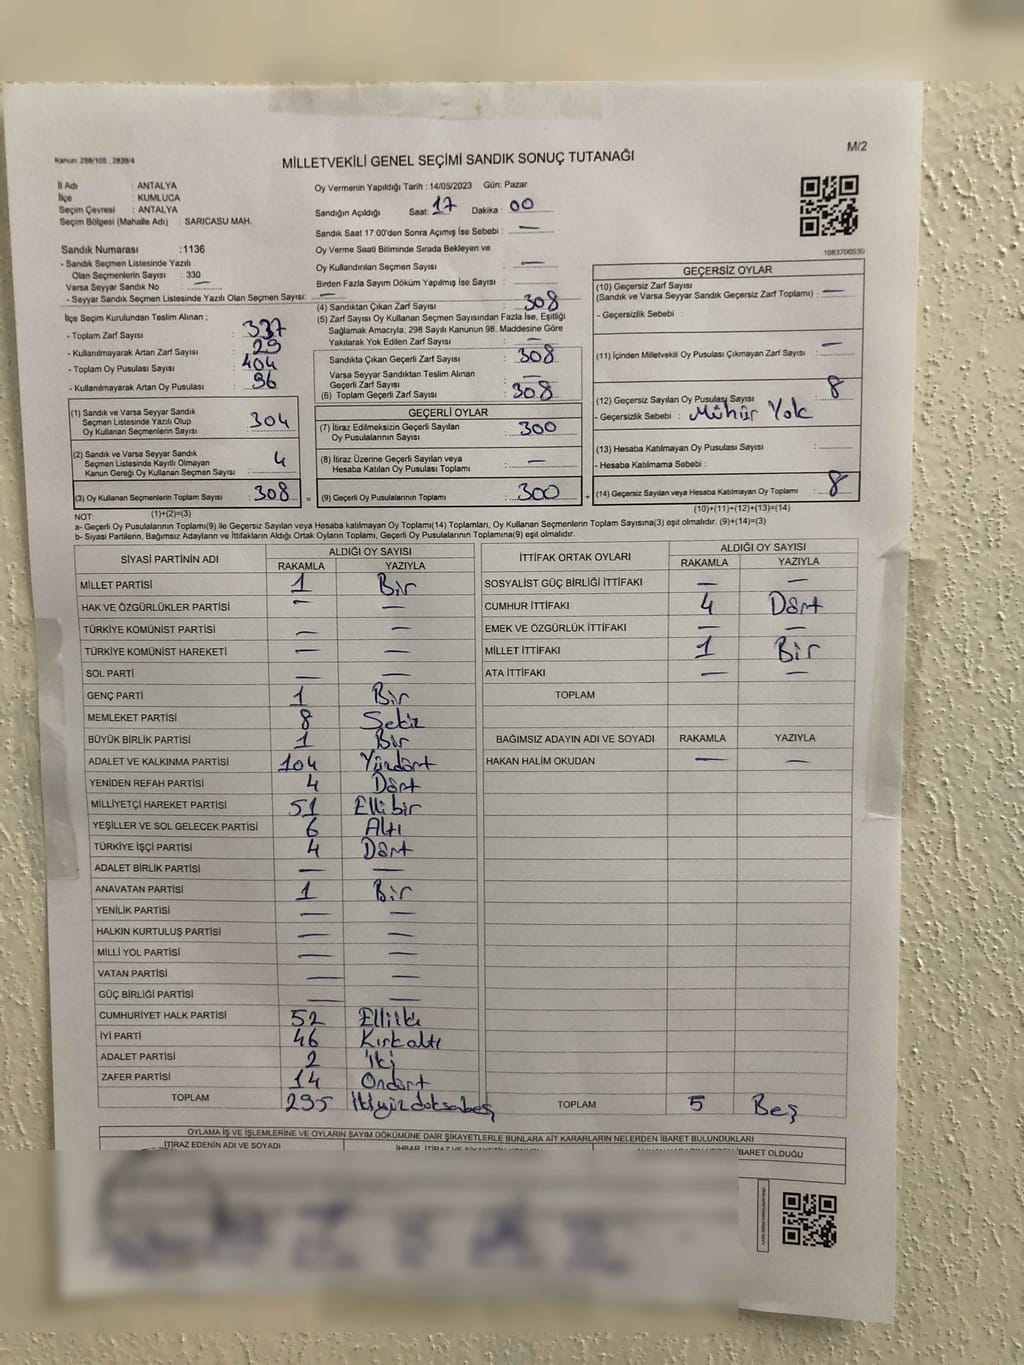 Kanun: 298/105 , 2839/4
M/2
MİLLETVEKİLİ GENEL SEÇİMİ SANDIK SONUÇ TUTANAĞI
İl Adı : ANTALYA
İlçe : KUMLUCA
Seçim Çevresi : ANTALYA
Seçim Bölgesi (Mahalle Adı) : SARICASU MAH.
Oy Vermenin Yapıldığı Tarih : 14/05/2023 Gün: Pazar
Sandığın Açıldığı Saat: 17 Dakika : 00
Sandık Saat 17:00'den Sonra Açımış İse Sebebi : —
Oy Verme Saati Bitiminde Sırada Bekleyen ve
Oy Kullandırılan Seçmen Sayısı : —
Birden Fazla Sayım Döküm Yapılmış İse Sayısı :
1083700530
Sandık Numarası :1136
- Sandık Seçmen Listesinde Yazılı
Olan Seçmenlerin Sayısı : 330
Varsa Seyyar Sandık No : —
- Seyyar Sandık Seçmen Listesinde Yazılı Olan Seçmen Sayısı: —
İlçe Seçim Kurulundan Teslim Alınan ;
- Toplam Zarf Sayısı : 337
- Kullanılmayarak Artan Zarf Sayısı : 29
- Toplam Oy Pusulası Sayısı : 404
- Kullanılmayarak Artan Oy Pusulası : 96
(4) Sandıktan Çıkan Zarf Sayısı : 308
(5) Zarf Sayısı Oy Kullanan Seçmen Sayısından Fazla İse, Eşitliği
Sağlamak Amacıyla, 298 Sayılı Kanunun 98. Maddesine Göre
Yakılarak Yok Edilen Zarf Sayısı : —
Sandıkta Çıkan Geçerli Zarf Sayısı : 308
Varsa Seyyar Sandıktan Teslim Alınan
Geçerli Zarf Sayısı : —
(6) Toplam Geçerli Zarf Sayısı : 308
GEÇERSİZ OYLAR
(10) Geçersiz Zarf Sayısı
(Sandık ve Varsa Seyyar Sandık Geçersiz Zarf Toplamı) : —
- Geçersizlik Sebebi :
(11) İçinden Milletvekili Oy Pusulası Çıkmayan Zarf Sayısı : —
(12) Geçersiz Sayılan Oy Pusulası Sayısı : 8
- Geçersizlik Sebebi : Mühür Yok
(13) Hesaba Katılmayan Oy Pusulası Sayısı :
- Hesaba Katılmama Sebebi :
(14) Geçersiz Sayılan veya Hesaba Katılmayan Oy Toplamı : 8
(10)+(11)+(12)+(13)=(14)
(1) Sandık ve Varsa Seyyar Sandık
Seçmen Listesinde Yazılı Olup
Oy Kullanan Seçmenlerin Sayısı : 304
(2) Sandık ve Varsa Seyyar Sandık
Seçmen Listesinde Kayıtlı Olmayan
Kanun Gereği Oy Kullanan Seçmen Sayısı : 4
(3) Oy Kullanan Seçmenlerin Toplam Sayısı : 308 =
(1)+(2)=(3)
GEÇERLİ OYLAR
(7) İtiraz Edilmeksizin Geçerli Sayılan
Oy Pusulalarının Sayısı : 300
(8) İtiraz Üzerine Geçerli Sayılan veya
Hesaba Katılan Oy Pusulası Toplamı : —
(9) Geçerli Oy Pusulalarının Toplamı : 300 +
NOT:
a- Geçerli Oy Pusulalarının Toplamı(9) ile Geçersiz Sayılan veya Hesaba katılmayan Oy Toplamı(14) Toplamları, Oy Kullanan Seçmenlerin Toplam Sayısına(3) eşit olmalıdır. (9)+(14)=(3)
b- Siyasi Partilerin, Bağımsız Adayların ve İttifakların Aldığı Ortak Oyların Toplamı, Geçerli Oy Pusulalarının Toplamına(9) eşit olmalıdır.
SİYASİ PARTİNİN ADI ALDIĞI OY SAYISI
RAKAMLA YAZIYLA
MİLLET PARTİSİ 1 Bir
HAK VE ÖZGÜRLÜKLER PARTİSİ — —
TÜRKİYE KOMÜNİST PARTİSİ — —
TÜRKİYE KOMÜNİST HAREKETİ — —
SOL PARTİ — —
GENÇ PARTİ 1 Bir
MEMLEKET PARTİSİ 8 Sekiz
BÜYÜK BİRLİK PARTİSİ 1 Bir
ADALET VE KALKINMA PARTİSİ 104 Yüzdört
YENİDEN REFAH PARTİSİ 4 Dört
MİLLİYETÇİ HAREKET PARTİSİ 51 Ellibir
YEŞİLLER VE SOL GELECEK PARTİSİ 6 Altı
TÜRKİYE İŞÇİ PARTİSİ 4 Dört
ADALET BİRLİK PARTİSİ — —
ANAVATAN PARTİSİ 1 Bir
YENİLİK PARTİSİ — —
HALKIN KURTULUŞ PARTİSİ — —
MİLLİ YOL PARTİSİ — —
VATAN PARTİSİ — —
GÜÇ BİRLİĞİ PARTİSİ — —
CUMHURİYET HALK PARTİSİ 52 Elliiki
İYİ PARTİ 46 Kırkaltı
ADALET PARTİSİ 2 İki
ZAFER PARTİSİ 14 Ondört
TOPLAM 295 İkiyüzdoksanbeş
İTTİFAK ORTAK OYLARI ALDIĞI OY SAYISI
RAKAMLA YAZIYLA
SOSYALİST GÜÇ BİRLİĞİ İTTİFAKI — —
CUMHUR İTTİFAKI 4 Dört
EMEK VE ÖZGÜRLÜK İTTİFAKI — —
MİLLET İTTİFAKI 1 Bir
ATA İTTİFAKI — —
TOPLAM
BAĞIMSIZ ADAYIN ADI VE SOYADI RAKAMLA YAZIYLA
HAKAN HALİM OKUDAN — —
TOPLAM 5 Beş
OYLAMA İŞ VE İŞLEMLERİNE VE OYLARIN SAYIM DÖKÜMÜNE DAİR ŞİKAYETLERLE BUNLARA AİT KARARLARIN NELERDEN İBARET BULUNDUKLARI
İTİRAZ EDENİN ADI VE SOYADI
İHBAR, İTİRAZ VE ŞİKAYETİN KONUSU
İBARET OLDUĞU